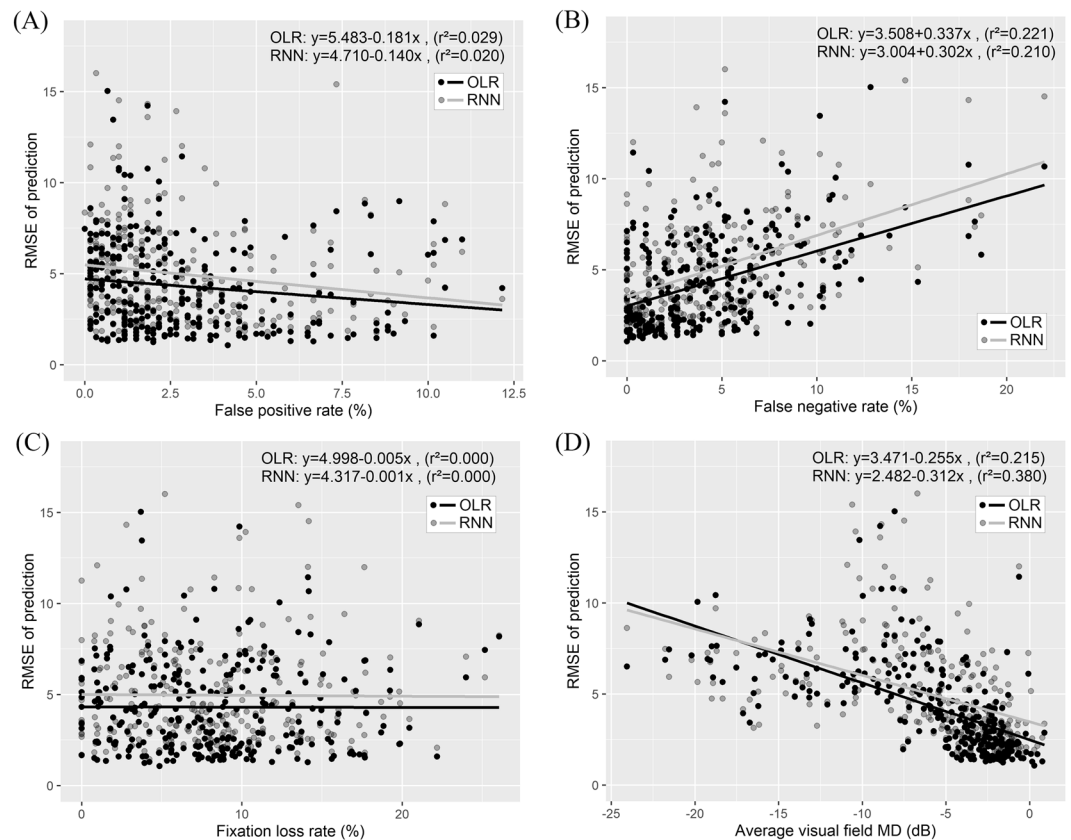 (A)
OLR: y=5.483-0.181x , (r²=0.029)
RNN: y=4.710-0.140x , (r²=0.020)
OLR
RNN
15
10
5
0
RMSE of prediction
0.0 2.5 5.0 7.5 10.0 12.5
False positive rate (%)
(B)
OLR: y=3.508+0.337x , (r²=0.221)
RNN: y=3.004+0.302x , (r²=0.210)
15
10
5
0
RMSE of prediction
OLR
RNN
0 5 10 15 20
False negative rate (%)
(C)
OLR: y=4.998-0.005x , (r²=0.000)
RNN: y=4.317-0.001x , (r²=0.000)
OLR
RNN
15
10
5
0
RMSE of prediction
0 10 20
Fixation loss rate (%)
(D)
OLR: y=3.471-0.255x , (r²=0.215)
RNN: y=2.482-0.312x , (r²=0.380)
OLR
RNN
15
10
5
0
RMSE of prediction
-25 -20 -15 -10 -5 0
Average visual field MD (dB)